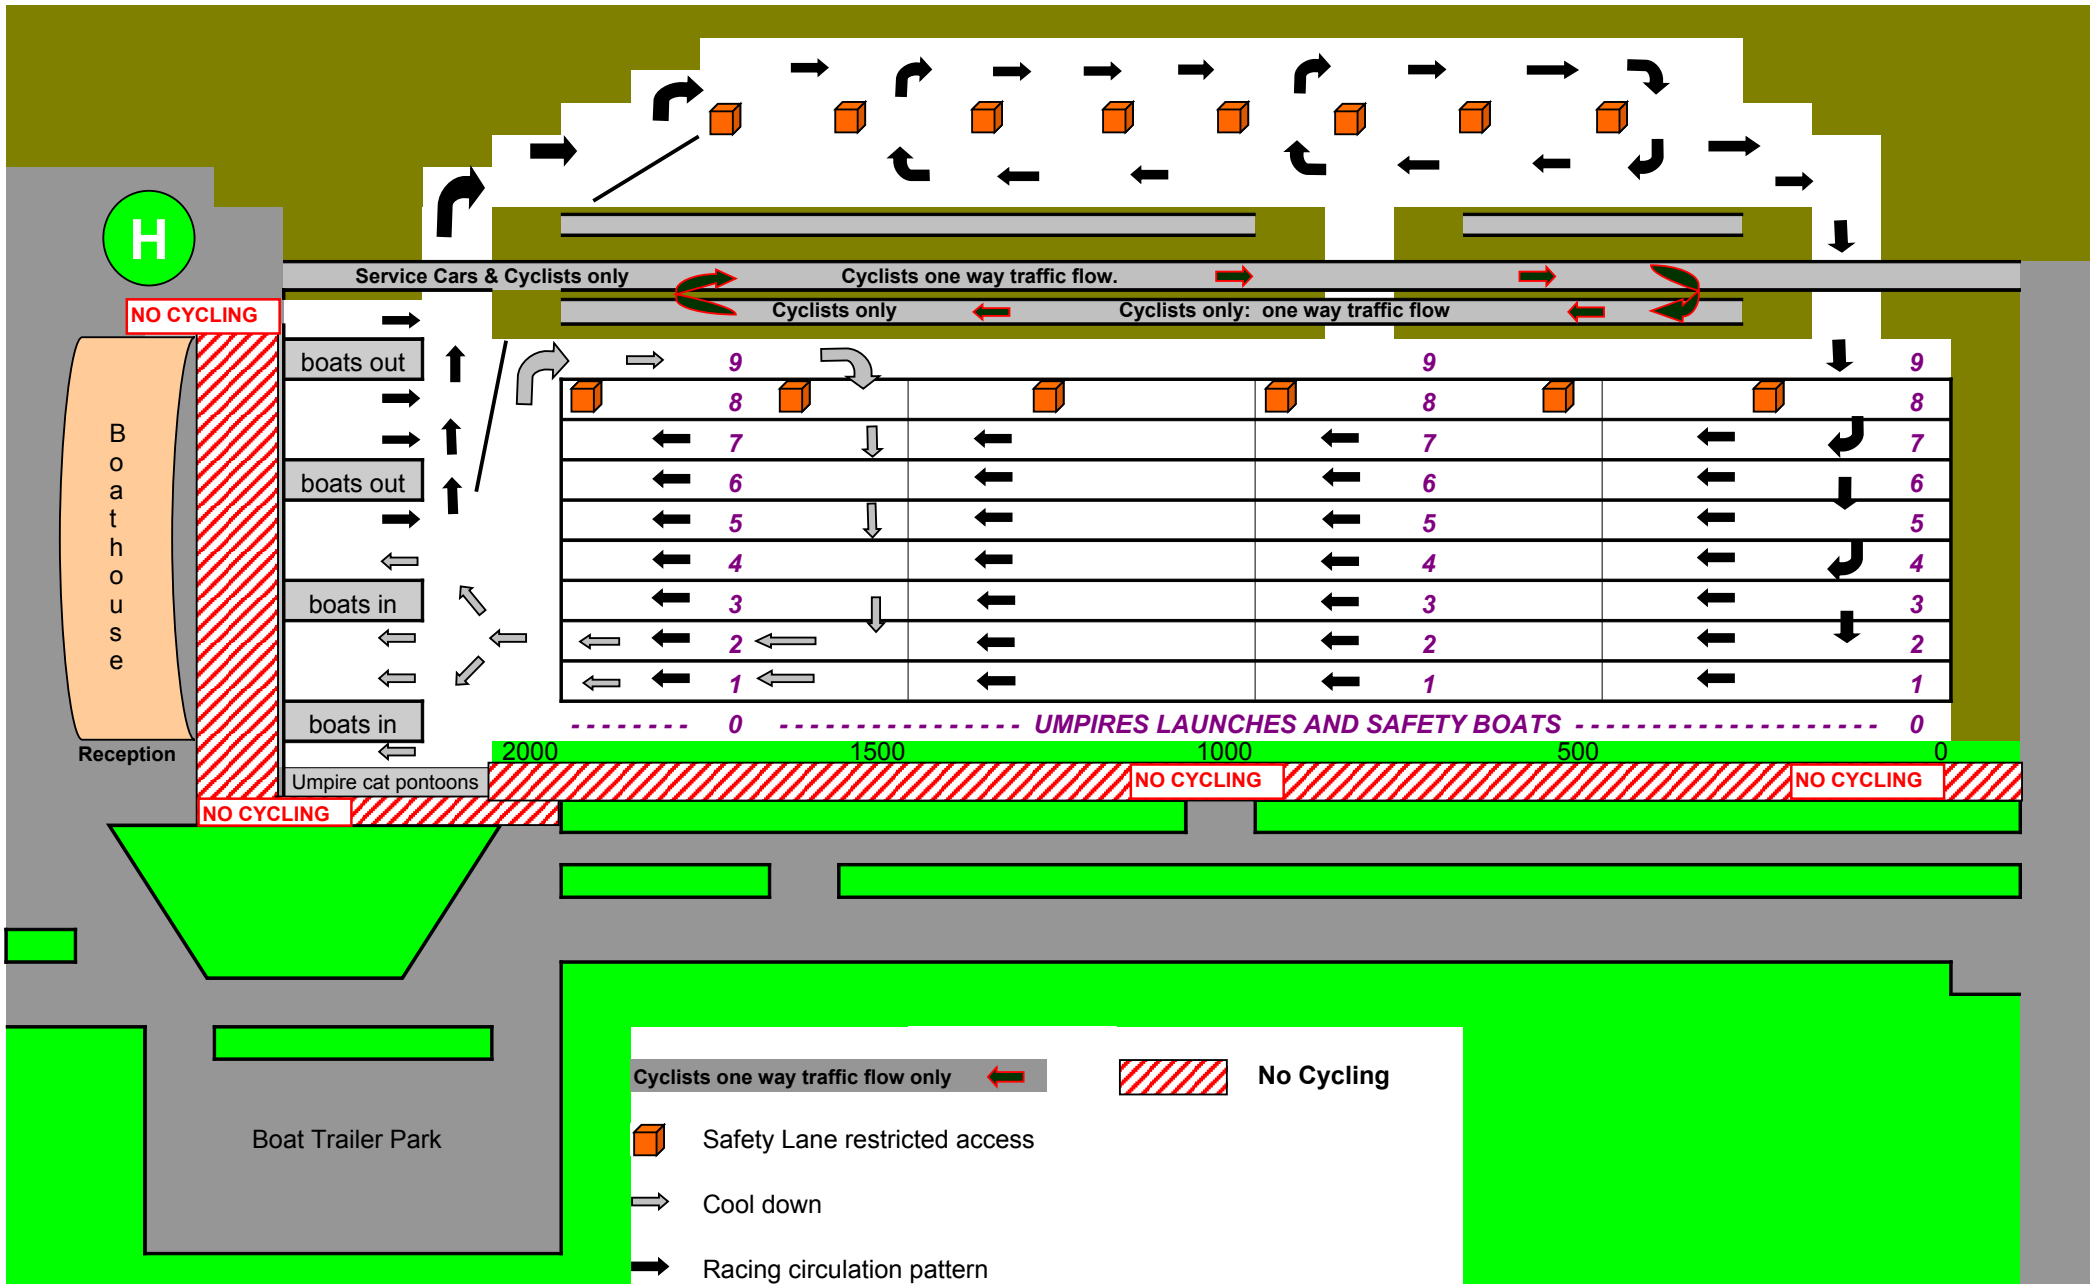 H
Service Cars & Cyclists only
Cyclists one way traffic flow.
NO CYCLING
Cyclists only
Cyclists only: one way traffic flow
boats out
9 9 9
8 8 8
Boathouse
7 7 7
boats out
6 6 6
5 5 5
4 4 4
boats in
3 3 3
2 2 2
1 1 1
boats in
-------- 0 ---------------- UMPIRES LAUNCHES AND SAFETY BOATS -------------------- 0
Reception
2000 1500 1000 500 0
Umpire cat pontoons
NO CYCLING
NO CYCLING
NO CYCLING
Cyclists one way traffic flow only
No Cycling
Boat Trailer Park
Safety Lane restricted access
Cool down
Racing circulation pattern